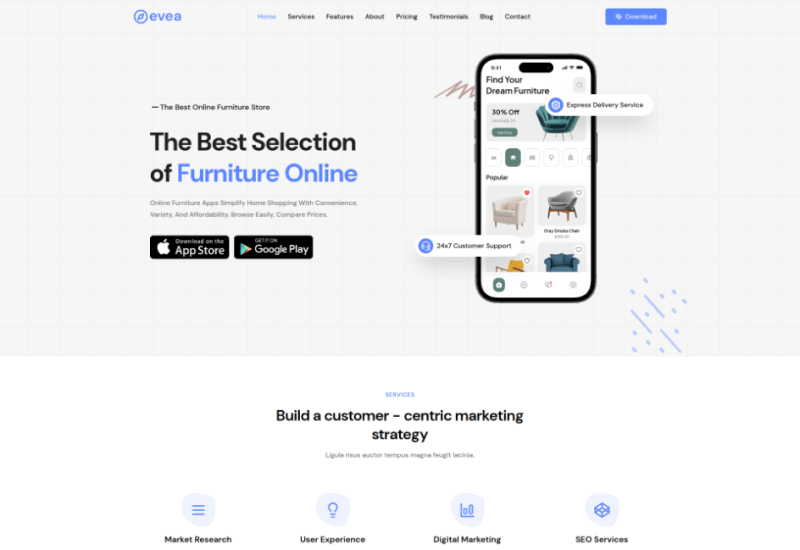 evea
Home Services Features About Pricing Testimonials Blog Contact
Download
The Best Online Furniture Store
The Best Selection
of Furniture Online
Online Furniture Apps Simplify Home Shopping With Convenience,
Variety, And Affordability. Browse Easily, Compare Prices.
Download on the
App Store
GET IT ON
Google Play
9:41
Find Your
Dream Furniture
Express Delivery Service
30% Off
Popular
Gray Smoke Chair
24x7 Customer Support
SERVICES
Build a customer - centric marketing
strategy
Ligula risus auctor tempus magna feugit lacinia.
Market Research
User Experience
Digital Marketing
SEO Services